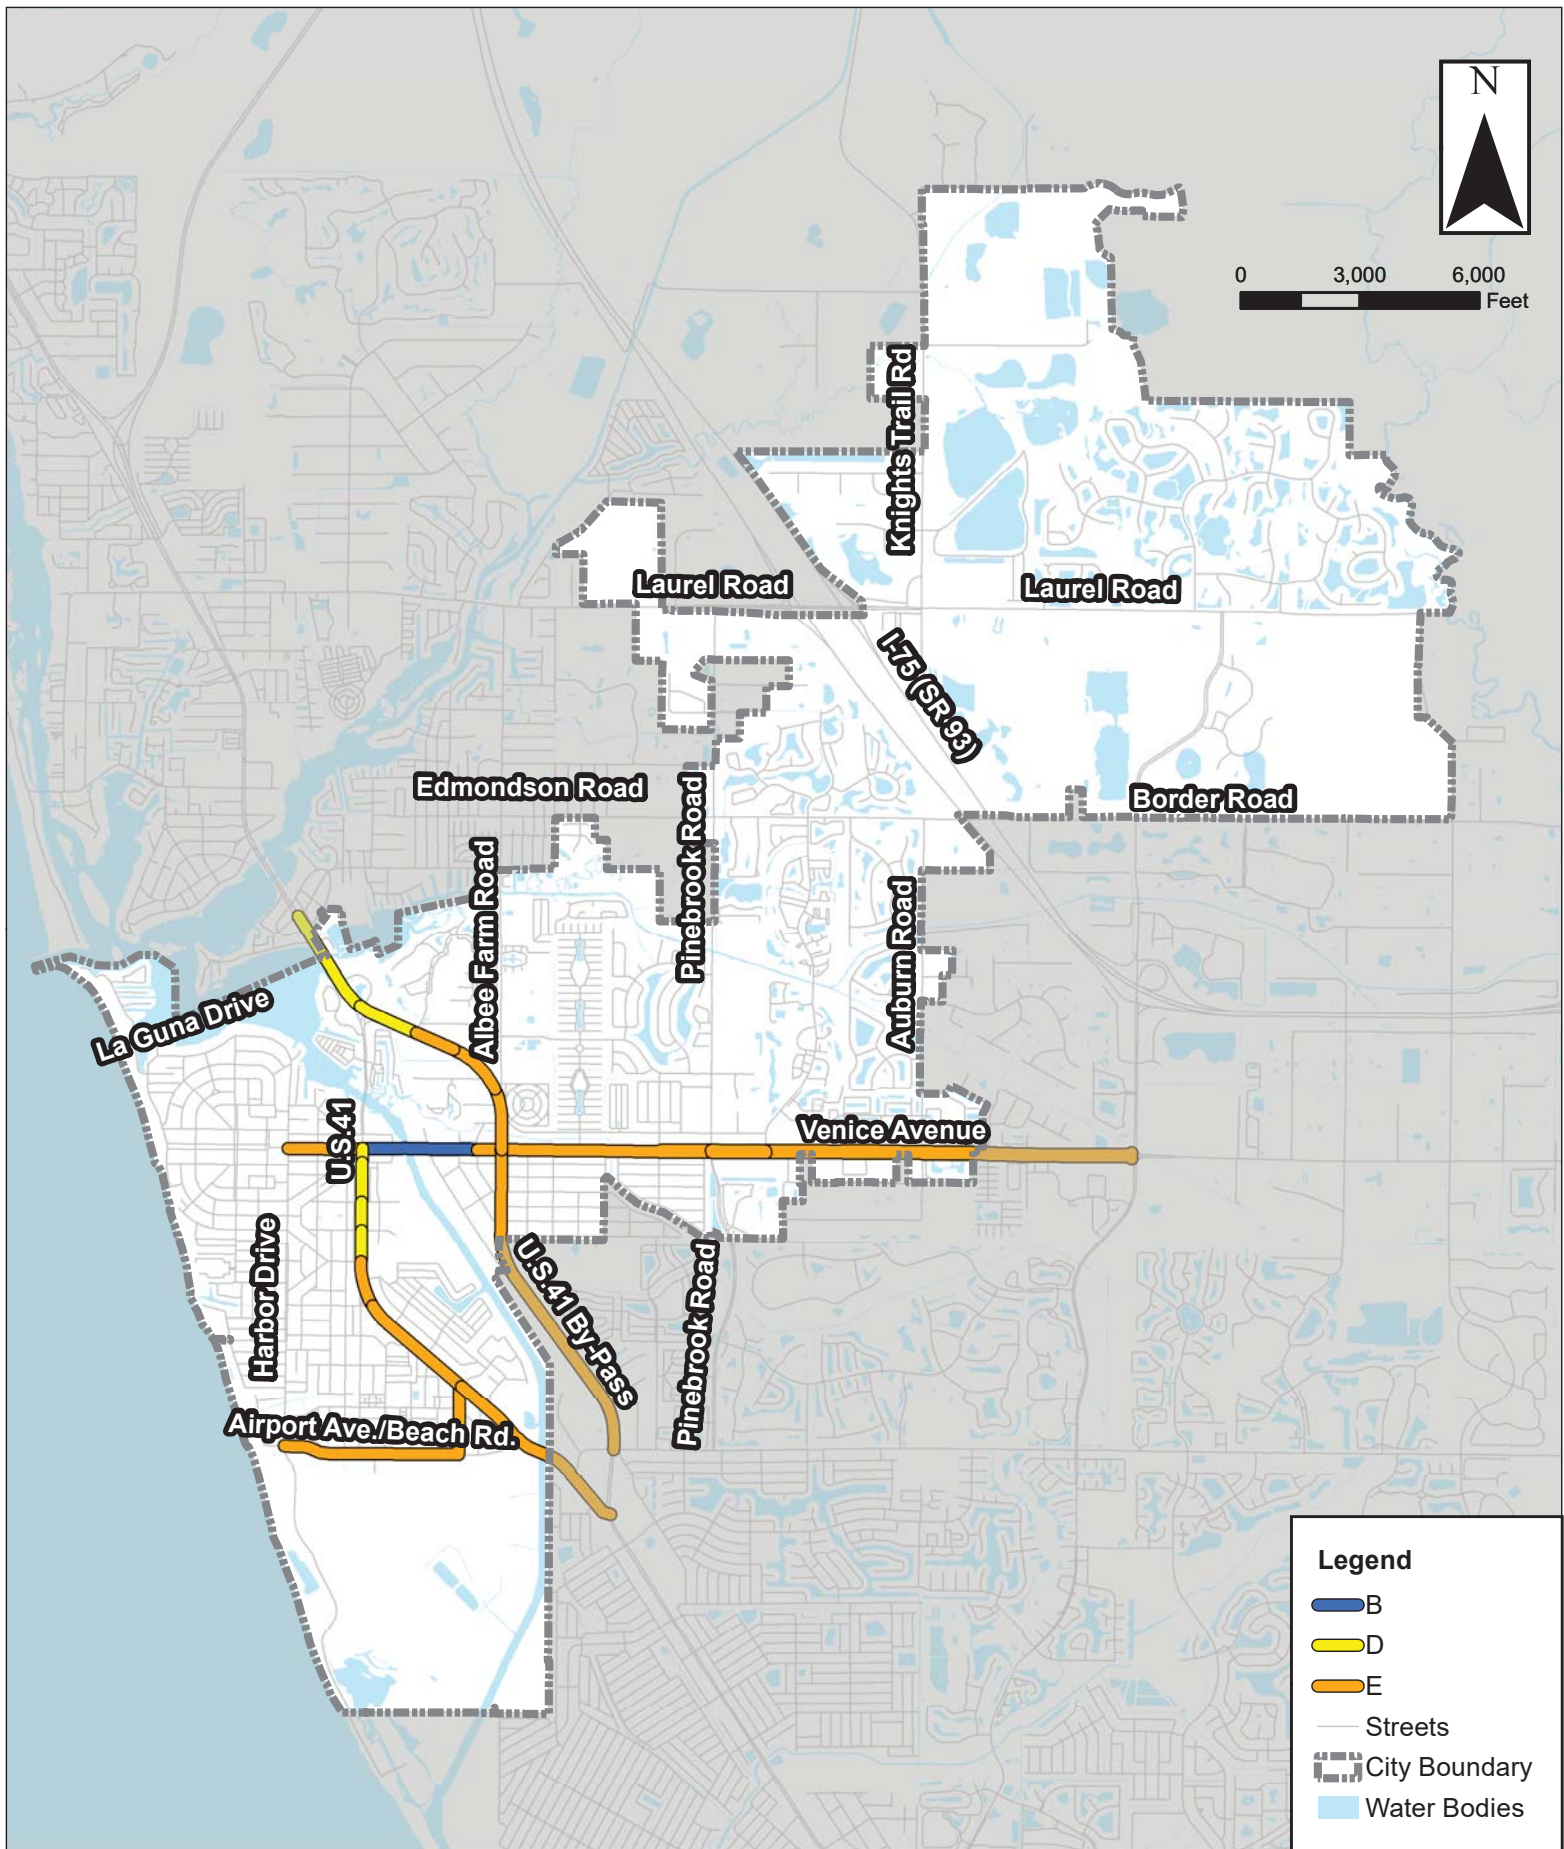 N
0 3,000 6,000
Feet
Knights Trail Rd
Laurel Road
Laurel Road
I-75 (SR 93)
Edmondson Road
Pinebrook Road
Border Road
Albee Farm Road
Auburn Road
La Guna Drive
U.S.41
Venice Avenue
Harbor Drive
U.S.41 By-Pass
Pinebrook Road
Airport Ave./Beach Rd.
Legend
B
D
E
Streets
City Boundary
Water Bodies